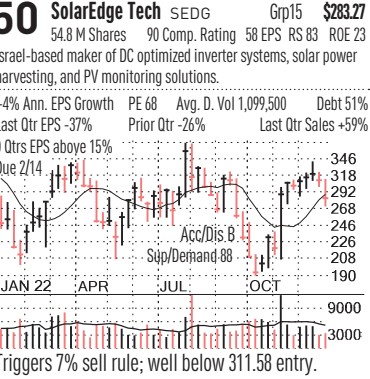 50 SolarEdge Tech SEDG Grp15 $283.27
54.8 M Shares 90 Comp. Rating 58 EPS RS 83 ROE 23
srael-based maker of DC optimized inverter systems, solar power
harvesting, and PV monitoring solutions.
-4% Ann. EPS Growth PE 68 Avg. D. Vol 1,099,500 Debt 51%
Last Qtr EPS -37% Prior Qtr -26% Last Qtr Sales +59%
0 Qtrs EPS above 15%
Due 2/14
346
318
292
268
246
226
208
190
Acc/Dis B
Sup/Demand 88
JAN 22 APR JUL OCT
9000
3000
Triggers 7% sell rule; well below 311.58 entry.